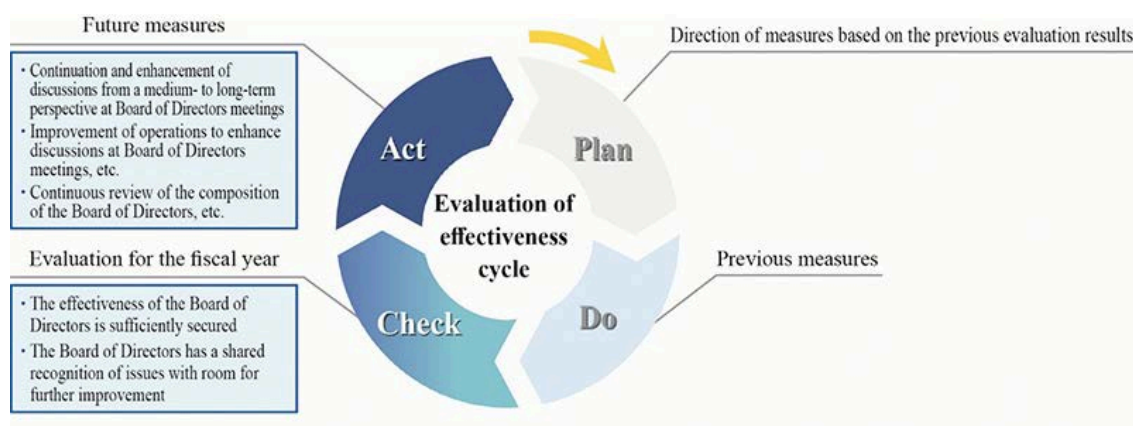 Future measures
・Continuation and enhancement of
discussions from a medium- to long-term
perspective at Board of Directors meetings
・Improvement of operations to enhance
discussions at Board of Directors
meetings, etc.
・Continuous review of the composition
of the Board of Directors, etc.
Direction of measures based on the previous evaluation results
Act
Plan
Evaluation of
effectiveness
cycle
Evaluation for the fiscal year
・The effectiveness of the Board of
Directors is sufficiently secured
・The Board of Directors has a shared
recognition of issues with room for
further improvement
Check
Do
Previous measures